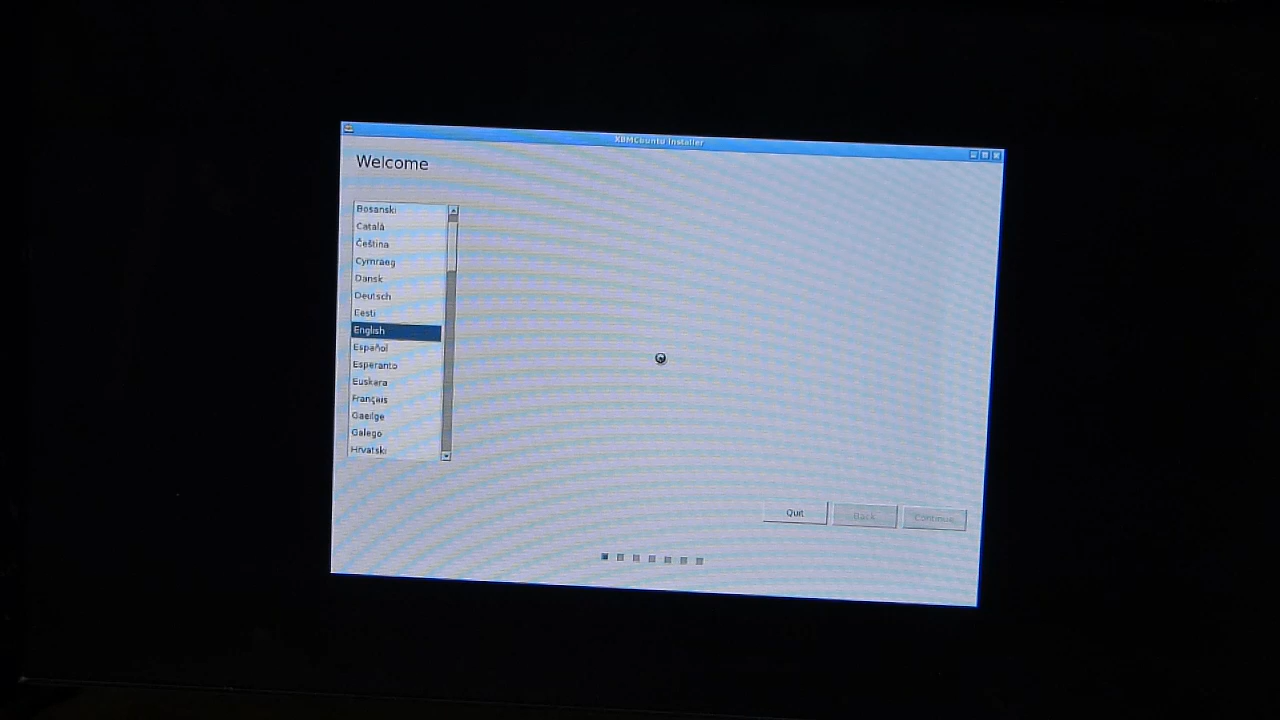 XBMCbuntu Installer
Welcome
Bosanski
Català
Čeština
Cymraeg
Dansk
Deutsch
Eesti
English
Español
Esperanto
Euskara
Français
Gaeilge
Galego
Hrvatski
Quit
Back
Continue